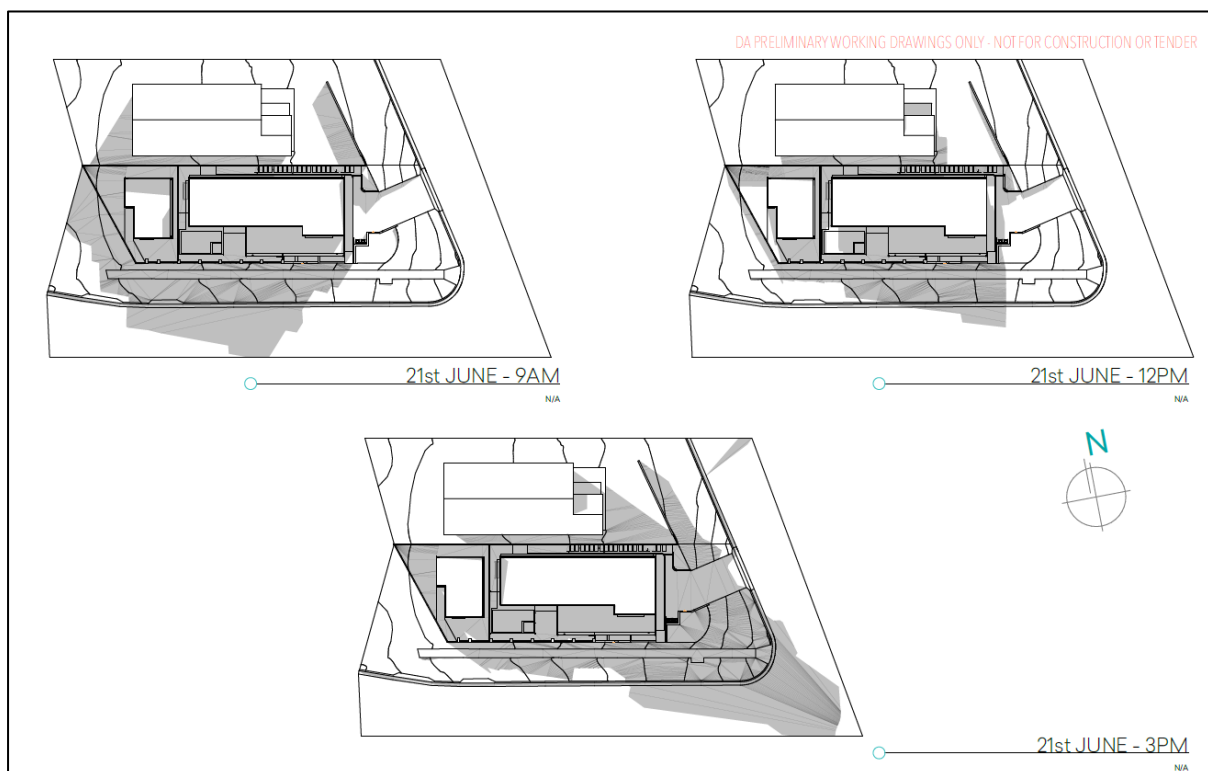 DA PRELIMINARY WORKING DRAWINGS ONLY - NOT FOR CONSTRUCTION OR TENDER
21st JUNE - 9AM
N/A
21st JUNE - 12PM
N/A
N
21st JUNE - 3PM
N/A